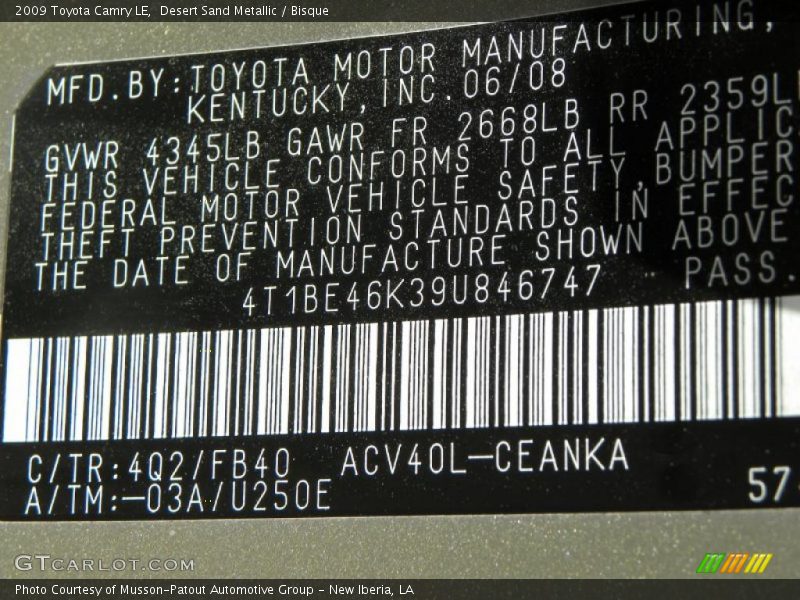 2009 Toyota Camry LE, Desert Sand Metallic / Bisque
MFD.BY:TOYOTA MOTOR MANUFACTURING,
KENTUCKY,INC.06/08
GVWR 4345LB GAWR FR 2668LB RR 2359L
THIS VEHICLE CONFORMS TO ALL APPLIC
FEDERAL MOTOR VEHICLE SAFETY,BUMPER
THEFT PREVENTION STANDARDS IN EFFEC
THE DATE OF MANUFACTURE SHOWN ABOVE
4T1BE46K39U846747 PASS.
C/TR:4Q2/FB40 ACV40L-CEANKA
A/TM:-03A/U250E
57
GTCARLOT.COM
Photo Courtesy of Musson-Patout Automotive Group - New Iberia, LA